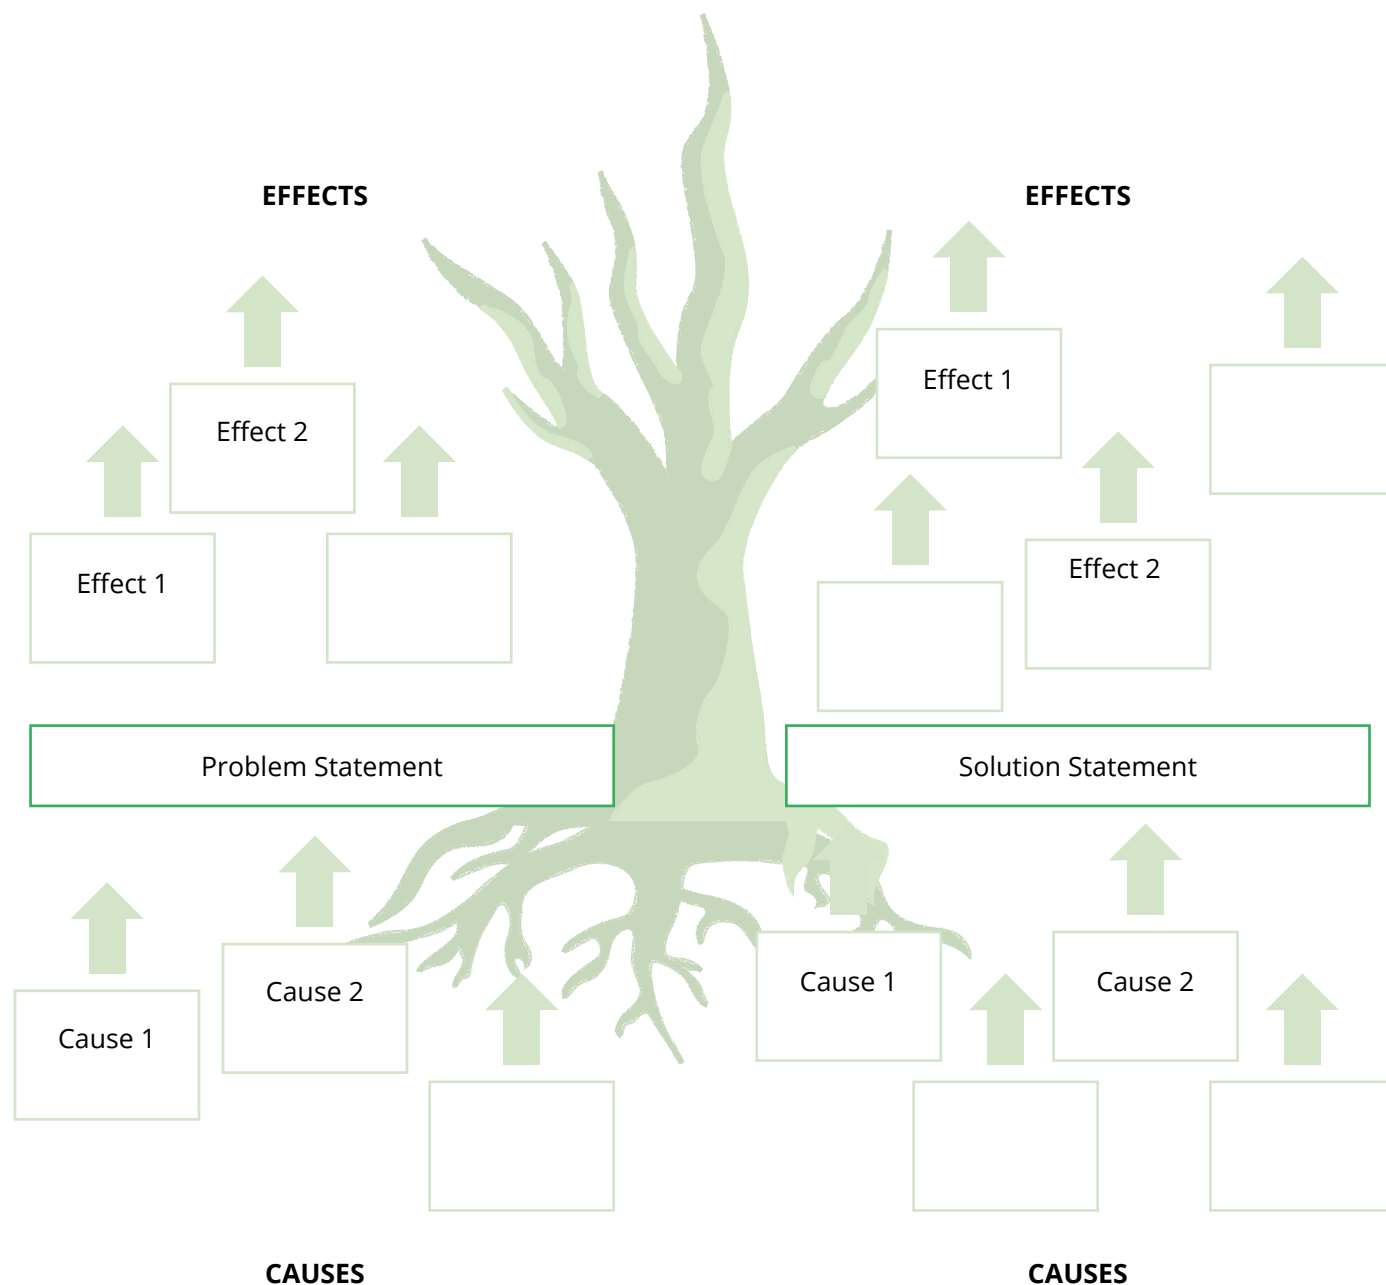 EFFECTS
EFFECTS
Effect 1
Effect 2
Effect 2
Effect 1
Problem Statement
Solution Statement
Cause 1
Cause 2
Cause 2
Cause 1
CAUSES
CAUSES